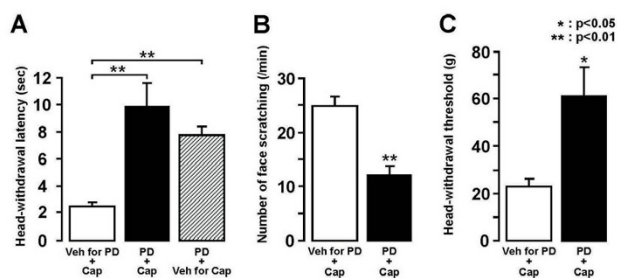 A
Head-withdrawal latency (sec)
12
10
8
6
4
2
0
**
**
Veh for PD
+
Cap
PD
+
Cap
PD
+
Veh for Cap
B
Number of face scratching (/min)
30
20
10
0
**
Veh for PD
+
Cap
PD
+
Cap
C
* : p<0.05
** : p<0.01
Head-withdrawal threshold (g)
80
60
40
20
0
*
Veh for PD
+
Cap
PD
+
Cap